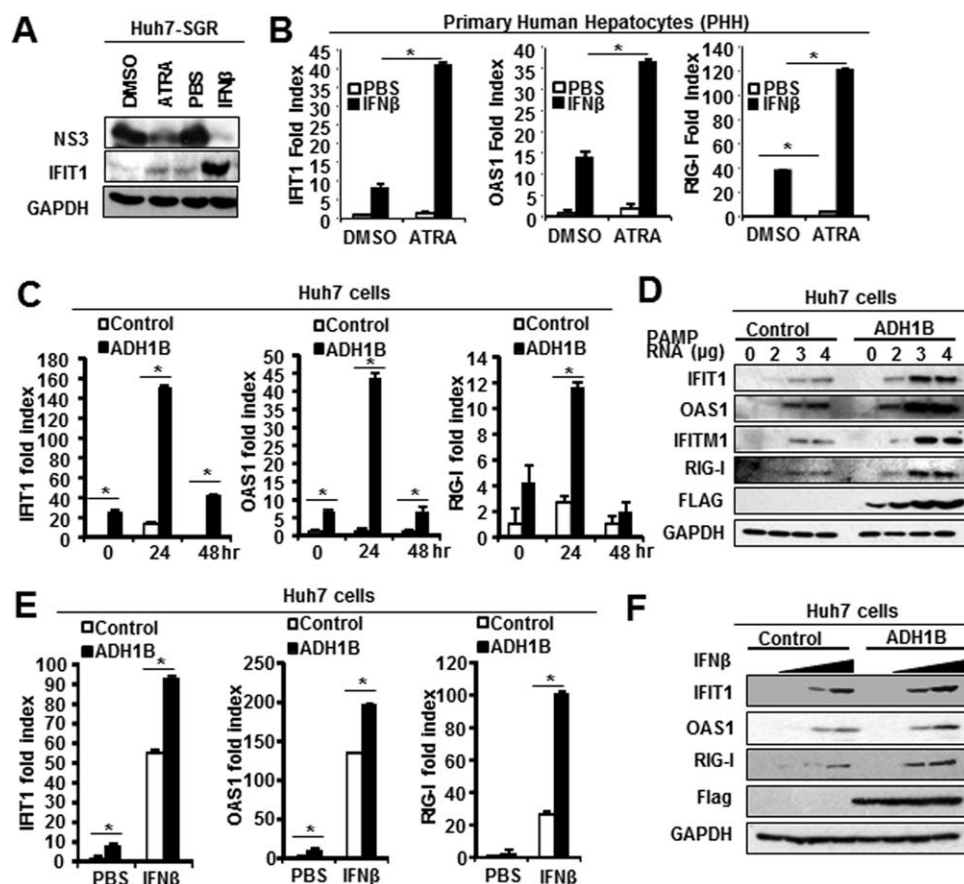 A
Huh7-SGR
DMSO
ATRA
PBS
IFNβ
NS3
IFIT1
GAPDH
B
Primary Human Hepatocytes (PHH)
IFIT1 Fold Index
45
40
35
30
25
20
15
10
5
0
PBS
IFNβ
*
DMSO ATRA
OAS1 Fold Index
40
35
30
25
20
15
10
5
0
PBS
IFNβ
*
DMSO ATRA
RIG-I Fold Index
140
120
100
80
60
40
20
0
PBS
IFNβ
*
*
DMSO ATRA
C
Huh7 cells
Control
ADH1B
IFIT1 fold index
180
160
140
120
100
80
60
40
20
0
* * *
0 24 48 hr
Control
ADH1B
OAS1 fold index
50
45
40
35
30
25
20
15
10
5
0
* * *
0 24 48 hr
Control
ADH1B
RIG-I fold index
14
12
10
8
6
4
2
0
*
0 24 48 hr
D
Huh7 cells
Control ADH1B
PAMP
RNA (µg) 0 2 3 4 0 2 3 4
IFIT1
OAS1
IFITM1
RIG-I
FLAG
GAPDH
E
Huh7 cells
Control
ADH1B
IFIT1 fold index
100
90
80
70
60
50
40
30
20
10
0
* *
PBS IFNβ
Control
ADH1B
OAS1 fold index
250
200
150
100
50
0
* *
PBS IFNβ
Control
ADH1B
RIG-I fold index
120
100
80
60
40
20
0
*
PBS IFNβ
F
Huh7 cells
Control ADH1B
IFNβ
IFIT1
OAS1
RIG-I
Flag
GAPDH